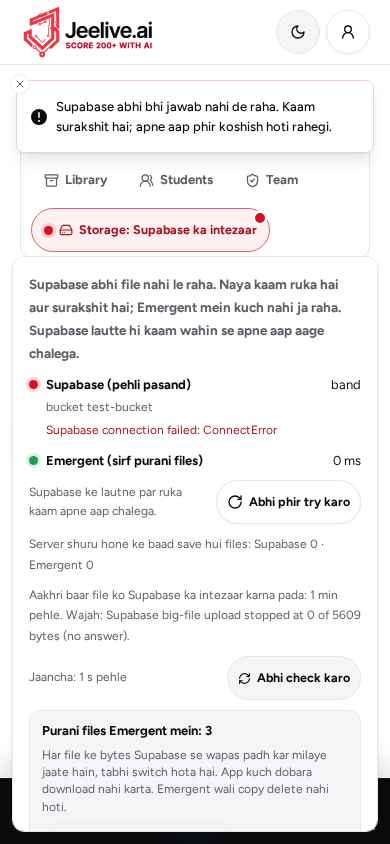 Jeelive.ai
SCORE 200+ WITH AI
Supabase abhi bhi jawab nahi de raha. Kaam
surakshit hai; apne aap phir koshish hoti rahegi.
Library
Students
Team
Storage: Supabase ka intezaar
Supabase abhi file nahi le raha. Naya kaam ruka hai
aur surakshit hai; Emergent mein kuch nahi ja raha.
Supabase lautte hi kaam wahin se apne aap aage
chalega.
Supabase (pehli pasand) band
bucket test-bucket
Supabase connection failed: ConnectError
Emergent (sirf purani files) 0 ms
Supabase ke lautne par ruka
kaam apne aap chalega.
Abhi phir try karo
Server shuru hone ke baad save hui files: Supabase 0 ·
Emergent 0
Aakhri baar file ko Supabase ka intezaar karna pada: 1 min
pehle. Wajah: Supabase big-file upload stopped at 0 of 5609
bytes (no answer).
Jaancha: 1 s pehle
Abhi check karo
Purani files Emergent mein: 3
Har file ke bytes Supabase se wapas padh kar milaye
jaate hain, tabhi switch hota hai. App kuch dobara
download nahi karta. Emergent wali copy delete nahi
hoti.